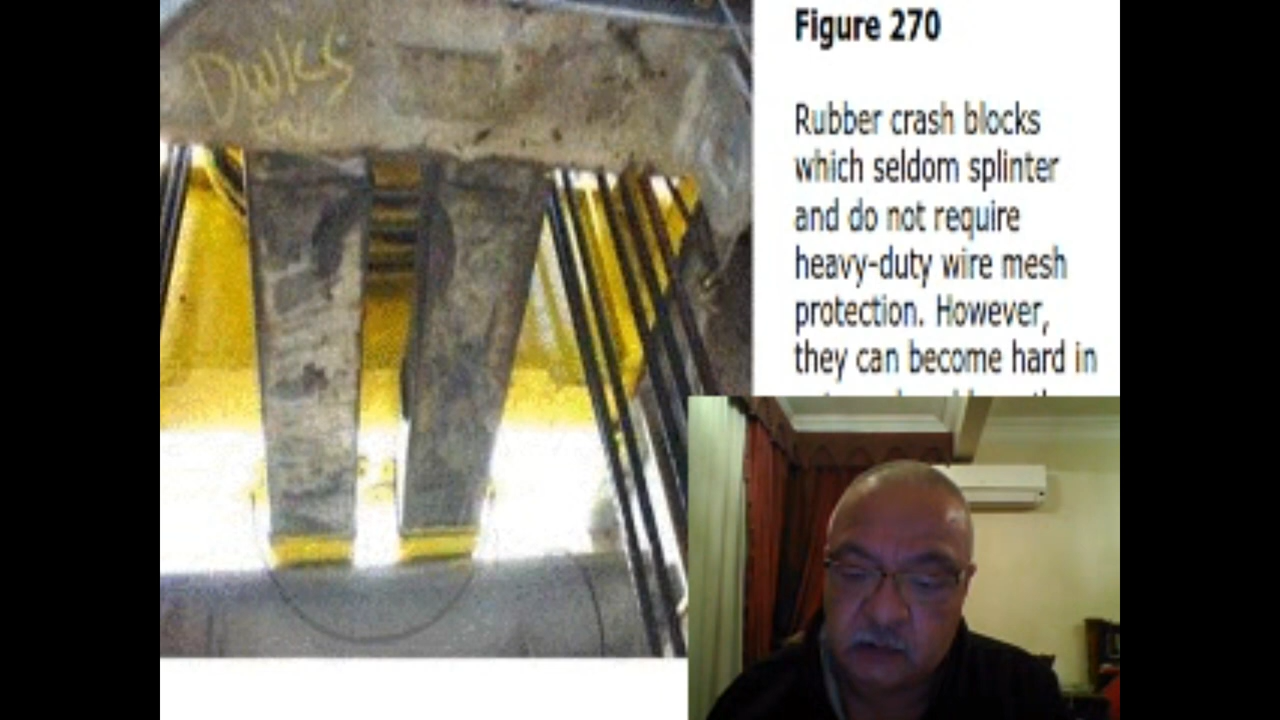 DWKS
Figure 270
Rubber crash blocks
which seldom splinter
and do not require
heavy-duty wire mesh
protection. However,
they can become hard in